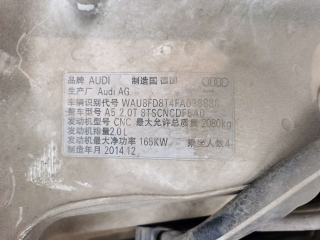 品牌 AUDI 制造国 德国
生产厂 Audi AG
车辆识别代号
整车型号 A5 2.0T
发动机型号 CNC 最大允许总质量 2080kg
发动机排量 2.0L
发动机最大净功率 165KW 乘坐人数 4
制造年月 2014.12